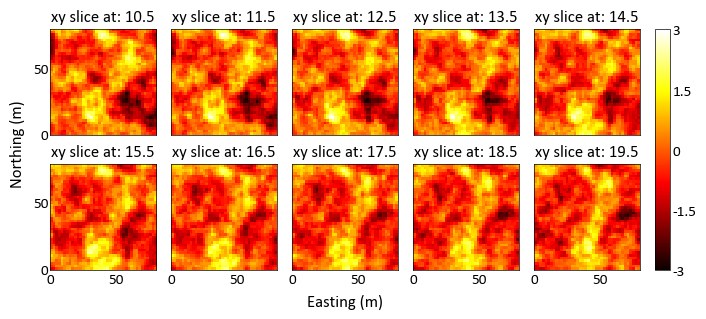 xy slice at: 10.5 xy slice at: 11.5 xy slice at: 12.5 xy slice at: 13.5 xy slice at: 14.5
3
1.5
0
-1.5
-3
50
0
Northing (m)
xy slice at: 15.5 xy slice at: 16.5 xy slice at: 17.5 xy slice at: 18.5 xy slice at: 19.5
50
0
0 50 0 50 0 50 0 50 0 50
Easting (m)